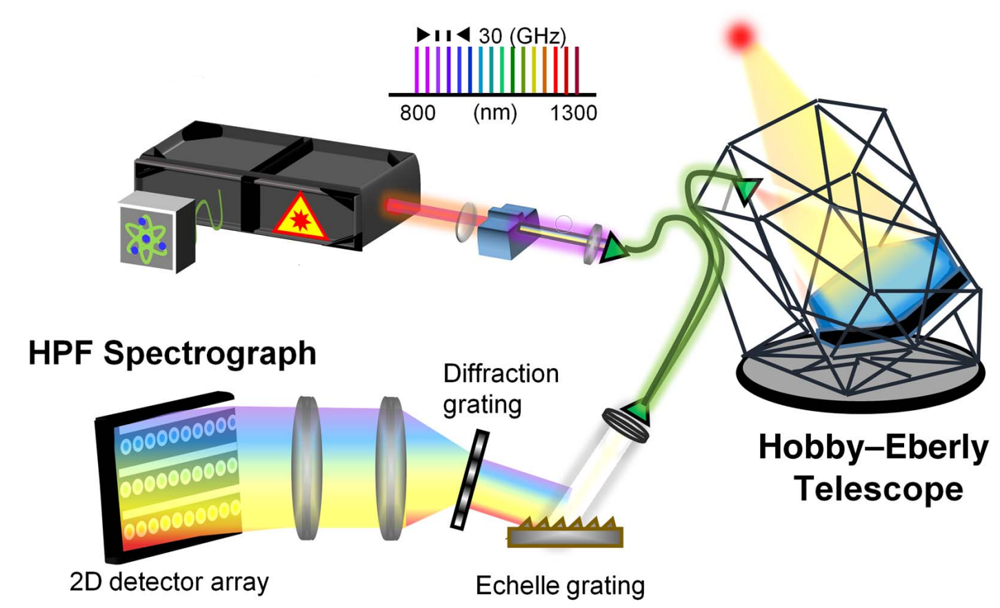 30 (GHz)
800 (nm) 1300
HPF Spectrograph
Diffraction
grating
Hobby–Eberly
Telescope
2D detector array
Echelle grating